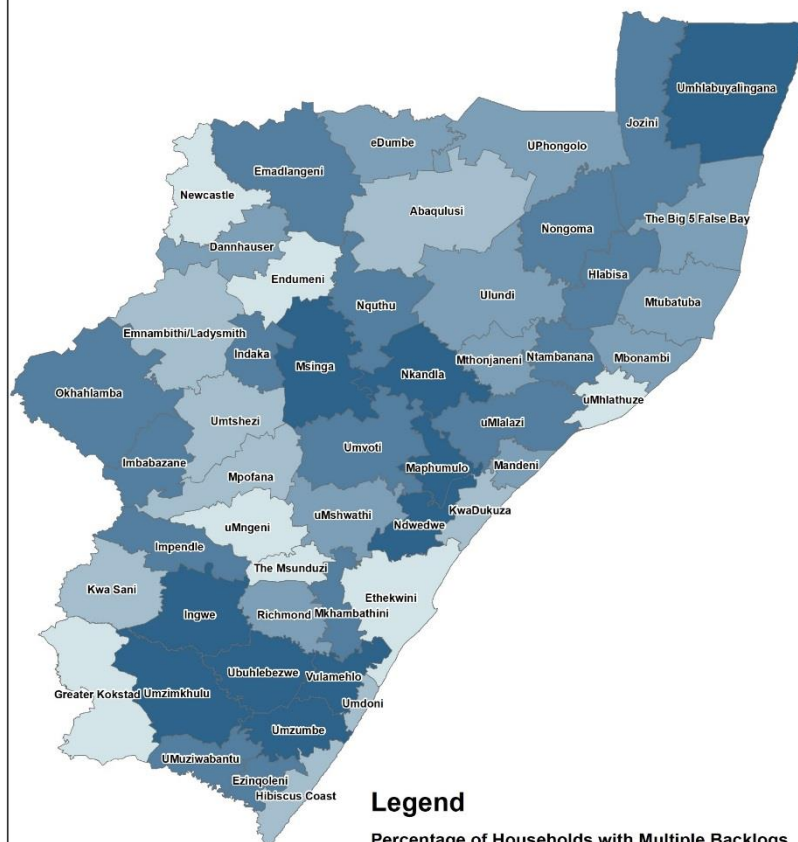 Umhlabuyalingana
Jozini
eDumbe
UPhongolo
Emadlangeni
Newcastle
Abaqulusi
The Big 5 False Bay
Nongoma
Dannhauser
Hlabisa
Endumeni
Ulundi
Mtubatuba
Nquthu
Emnambithi/Ladysmith
Indaka
Msinga
Mthonjaneni
Ntambanana
Mbonambi
Nkandla
Okhahlamba
uMhlathuze
Umtshezi
uMlalazi
Umvoti
Imbabazane
Maphumulo
Mandeni
Mpofana
KwaDukuza
uMshwathi
Ndwedwe
uMngeni
Impendle
The Msunduzi
Kwa Sani
Ethekwini
Ingwe
Richmond
Mkhambathini
Ubuhlebezwe
Vulamehlo
Greater Kokstad
Umzimkhulu
Umdoni
Umzumbe
UMuziwabantu
Ezinqoleni
Hibiscus Coast
Legend
Percentage of Households with Multiple Backlogs